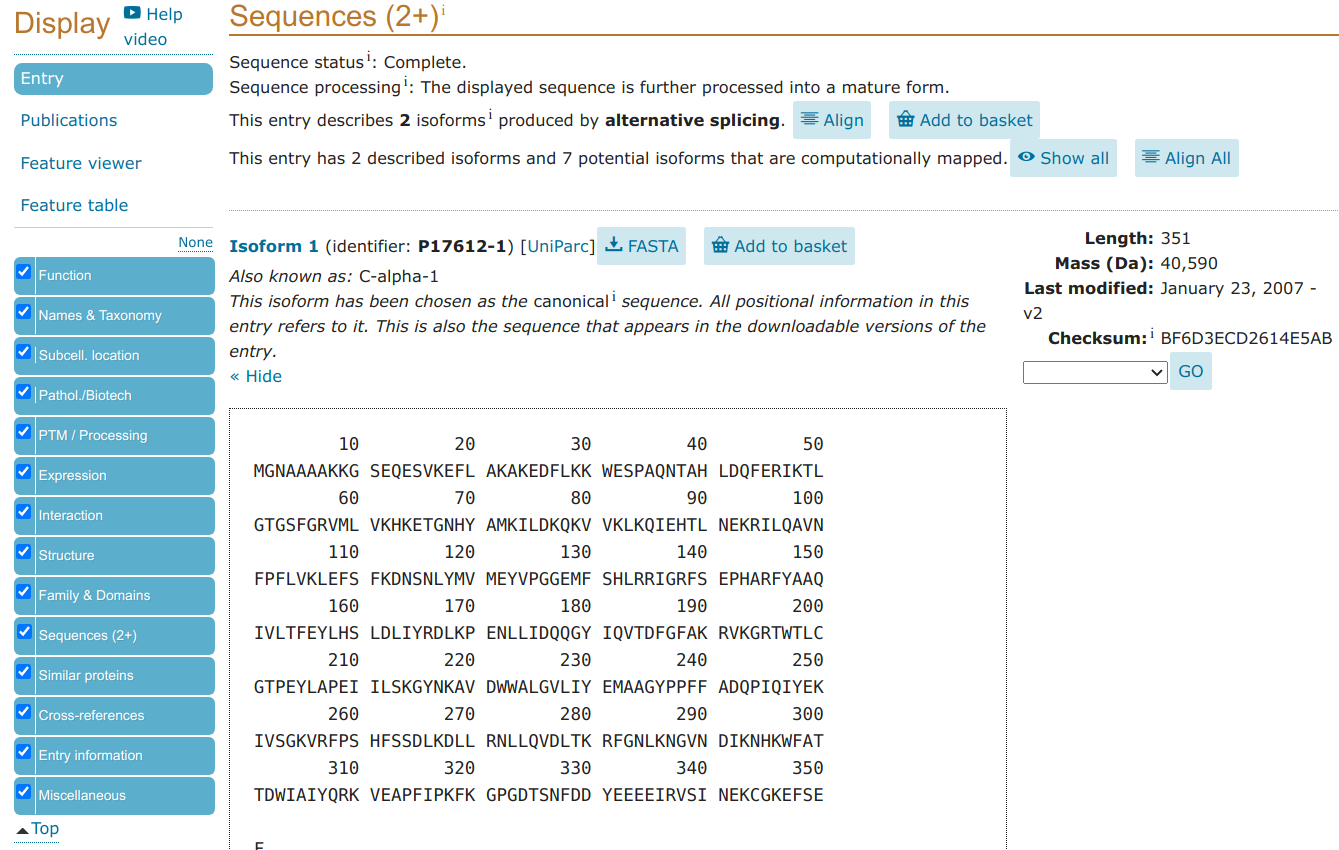 Display
Help video
Entry
Publications
Feature viewer
Feature table
None
Function
Names & Taxonomy
Subcell. location
Pathol./Biotech
PTM / Processing
Expression
Interaction
Structure
Family & Domains
Sequences (2+)
Similar proteins
Cross-references
Entry information
Miscellaneous
Top
Sequences (2+)i
Sequence statusi: Complete.
Sequence processingi: The displayed sequence is further processed into a mature form.
This entry describes 2 isoformsi produced by alternative splicing. Align Add to basket
This entry has 2 described isoforms and 7 potential isoforms that are computationally mapped. Show all Align All
Isoform 1 (identifier: P17612-1) [UniParc] FASTA Add to basket
Also known as: C-alpha-1
This isoform has been chosen as the canonicali sequence. All positional information in this
entry refers to it. This is also the sequence that appears in the downloadable versions of the
entry.
« Hide
10 20 30 40 50
MGNAAAAKKG SEQESVKEFL AKAKEDFLKK WESPAQNTAH LDQFERIKTL
60 70 80 90 100
GTGSFGRVML VKHKETGNHY AMKILDKQKV VKLKQIEHTL NEKRILQAVN
110 120 130 140 150
FPFLVKLEFS FKDNSNLYMV MEYVPGGEMF SHLRRIGRFS EPHARFYAAQ
160 170 180 190 200
IVLTFEYLHS LDLIYRDLKP ENLLIDQQGY IQVTDFGFAK RVKGRTWTLC
210 220 230 240 250
GTPEYLAPEI ILSKGYNKAV DWWALGVLIY EMAAGYPPFF ADQPIQIYEK
260 270 280 290 300
IVSGKVRFPS HFSSDLKDLL RNLLQVDLTK RFGNLKNGVN DIKNHKWFAT
310 320 330 340 350
TDWIAIYQRK VEAPFIPKFK GPGDTSNFDD YEEEEIRVSI NEKCGKEFSE
F
Length: 351
Mass (Da): 40,590
Last modified: January 23, 2007 -
v2
Checksum:i BF6D3ECD2614E5AB
GO